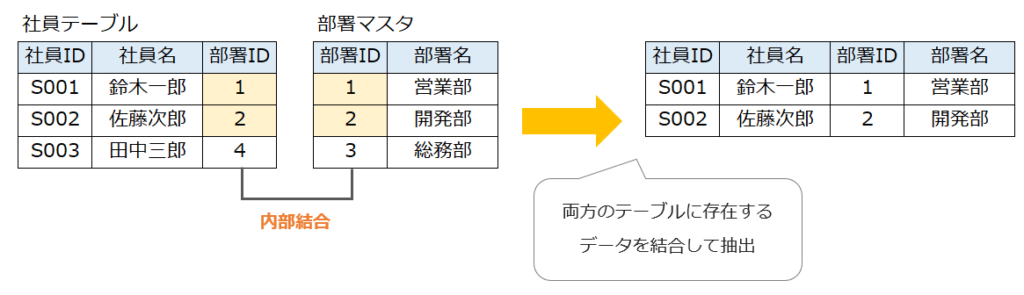 社員テーブル
社員ID 社員名 部署ID
S001 鈴木一郎 1
S002 佐藤次郎 2
S003 田中三郎 4
部署マスタ
部署ID 部署名
1 営業部
2 開発部
3 総務部
内部結合
社員ID 社員名 部署ID 部署名
S001 鈴木一郎 1 営業部
S002 佐藤次郎 2 開発部
両方のテーブルに存在する
データを結合して抽出